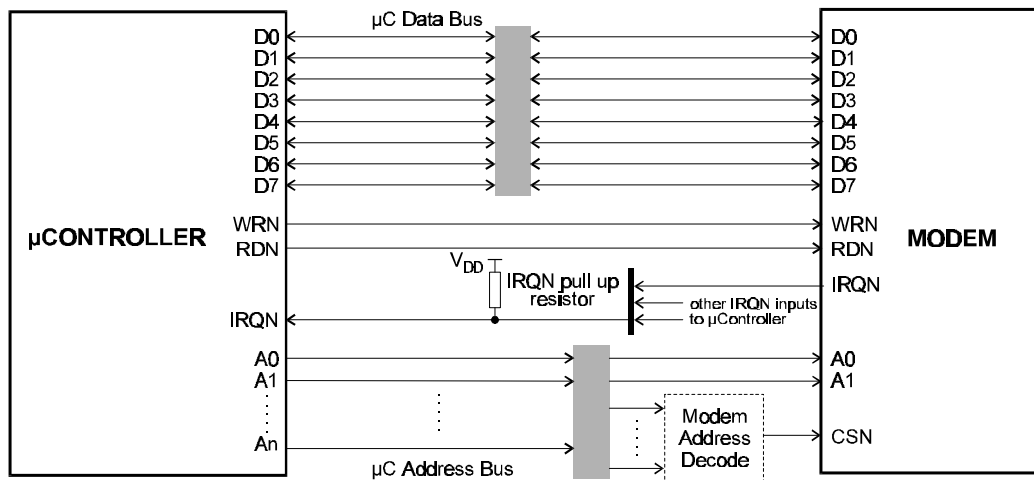 µC Data Bus
D0
D1
D2
D3
D4
D5
D6
D7
D0
D1
D2
D3
D4
D5
D6
D7
µCONTROLLER
WRN
RDN
WRN
RDN
MODEM
VDD
IRQN pull up
resistor
IRQN
other IRQN inputs
to µController
IRQN
A0
A1
An
A0
A1
Modem
Address
Decode
CSN
µC Address Bus